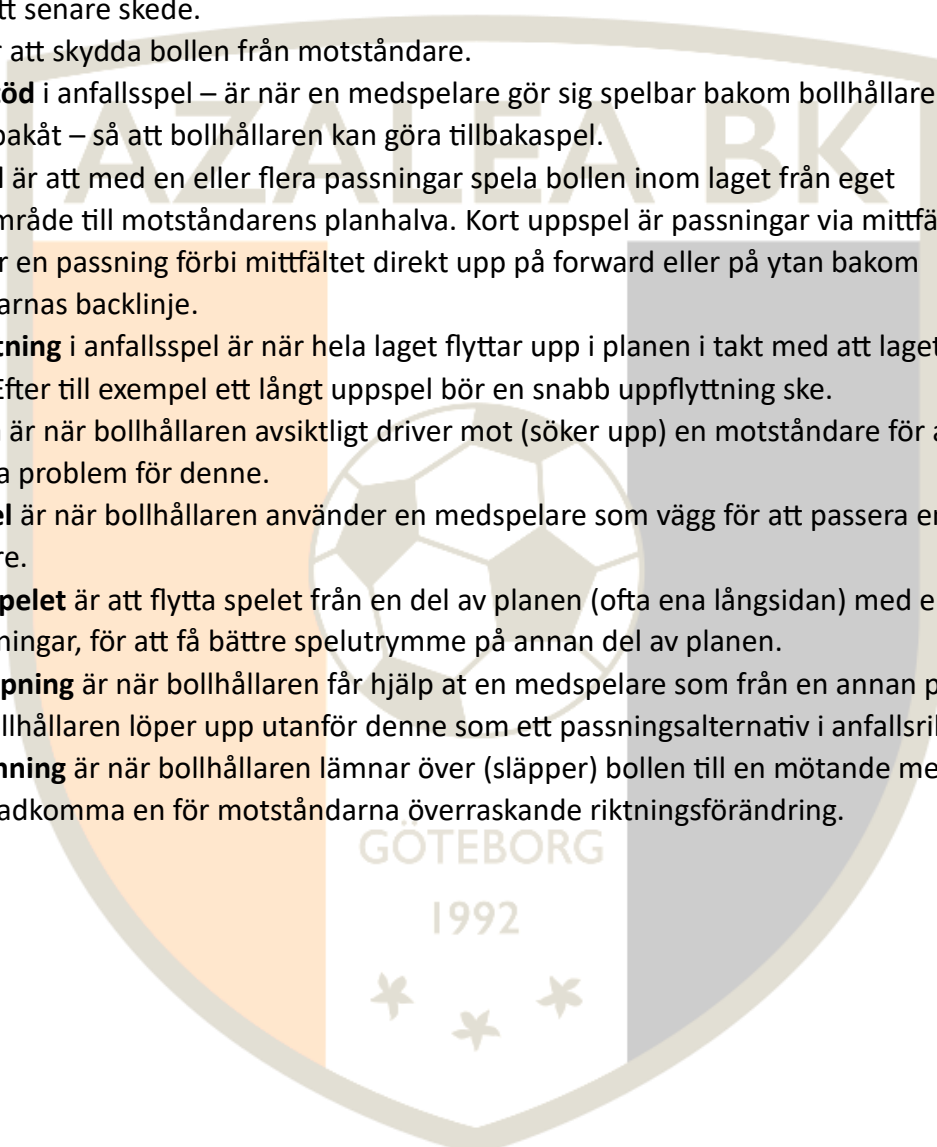 tt senare skede.
r att skydda bollen från motståndare.
töd i anfallsspel – är när en medspelare gör sig spelbar bakom bollhållare
bakåt – så att bollhållaren kan göra tillbakaspel.
l är att med en eller flera passningar spela bollen inom laget från eget
mråde till motståndarens planhalva. Kort uppspel är passningar via mittfä
r en passning förbi mittfältet direkt upp på forward eller på ytan bakom
arnas backlinje.
tning i anfallsspel är när hela laget flyttar upp i planen i takt med att laget
Efter till exempel ett långt uppspel bör en snabb uppflyttning ske.
är när bollhållaren avsiktligt driver mot (söker upp) en motståndare för a
a problem för denne.
el är när bollhållaren använder en medspelare som vägg för att passera en
re.
pelet är att flytta spelet från en del av planen (ofta ena långsidan) med e
ningar, för att få bättre spelutrymme på annan del av planen.
pning är när bollhållaren får hjälp at en medspelare som från en annan p
ollhållaren löper upp utanför denne som ett passningsalternativ i anfallsri
nning är när bollhållaren lämnar över (släpper) bollen till en mötande me
adkomma en för motståndarna överraskande riktningsförändring.
AZALEA BK
GÖTEBORG
1992